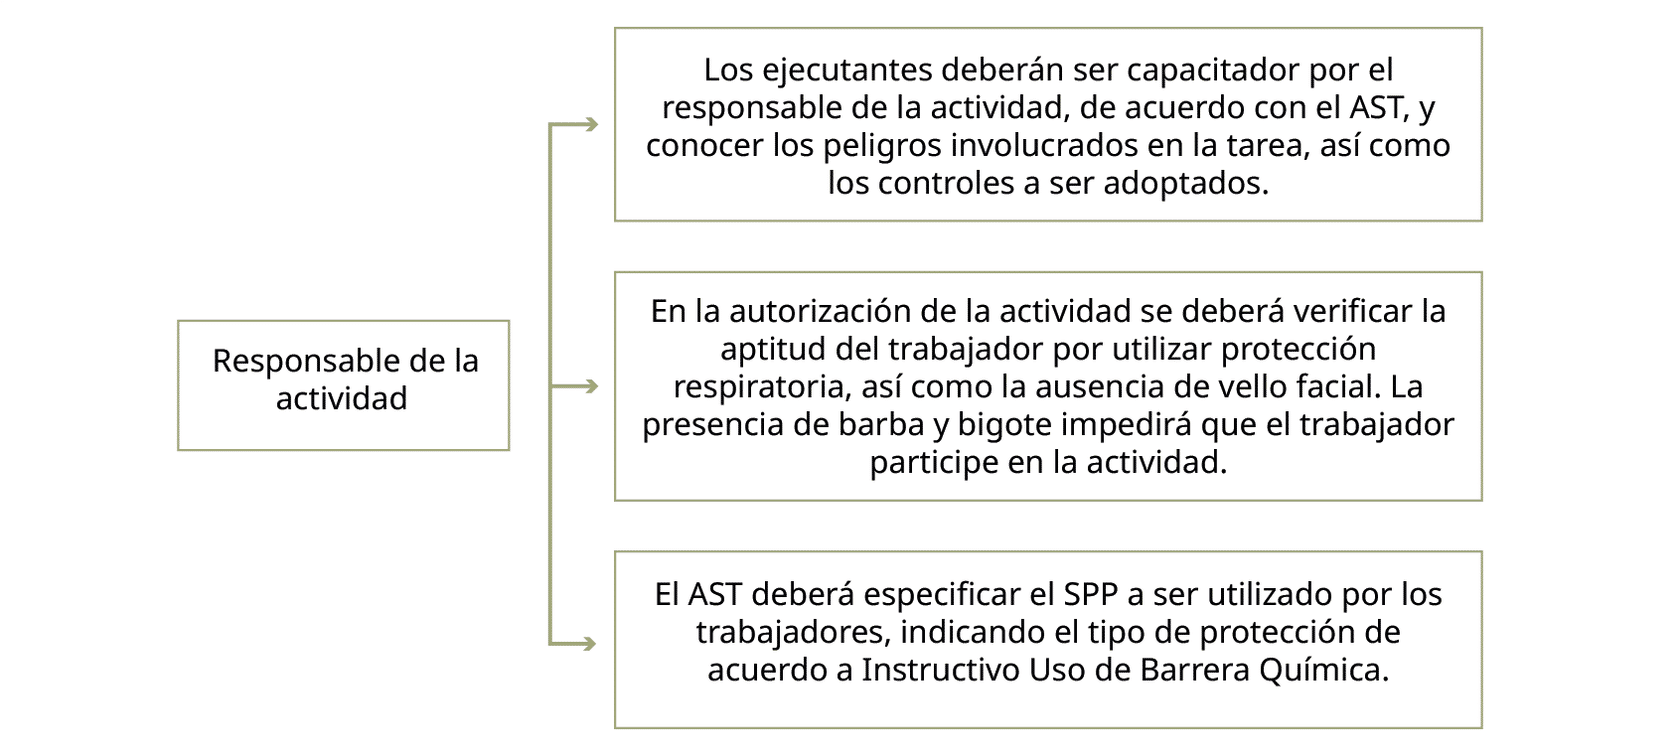 Los ejecutantes deberán ser capacitador por el
responsable de la actividad, de acuerdo con el AST, y
conocer los peligros involucrados en la tarea, así como
los controles a ser adoptados.
Responsable de la
actividad
En la autorización de la actividad se deberá verificar la
aptitud del trabajador por utilizar protección
respiratoria, así como la ausencia de vello facial. La
presencia de barba y bigote impedirá que el trabajador
participe en la actividad.
El AST deberá especificar el SPP a ser utilizado por los
trabajadores, indicando el tipo de protección de
acuerdo a Instructivo Uso de Barrera Química.